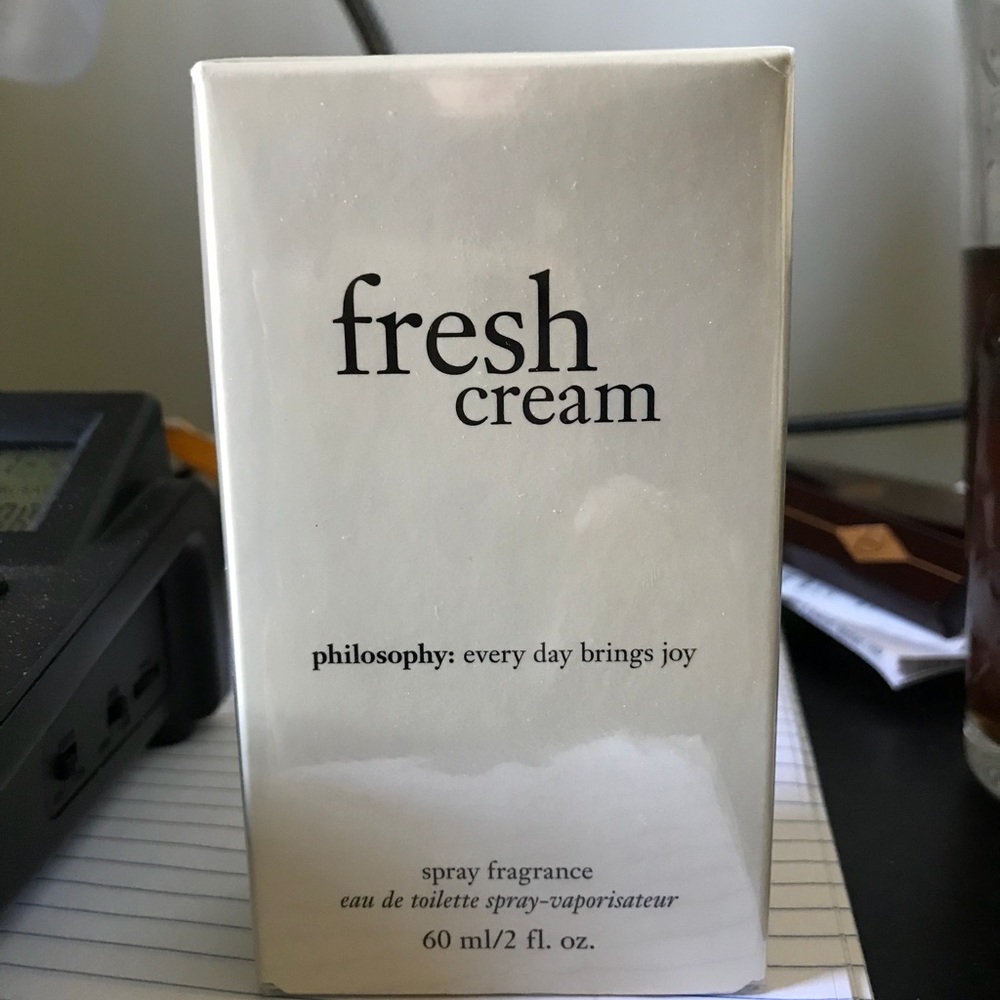 fresh
cream
philosophy: every day brings joy
spray fragrance
eau de toilette spray-vaporisateur
60 ml/2 fl. oz.